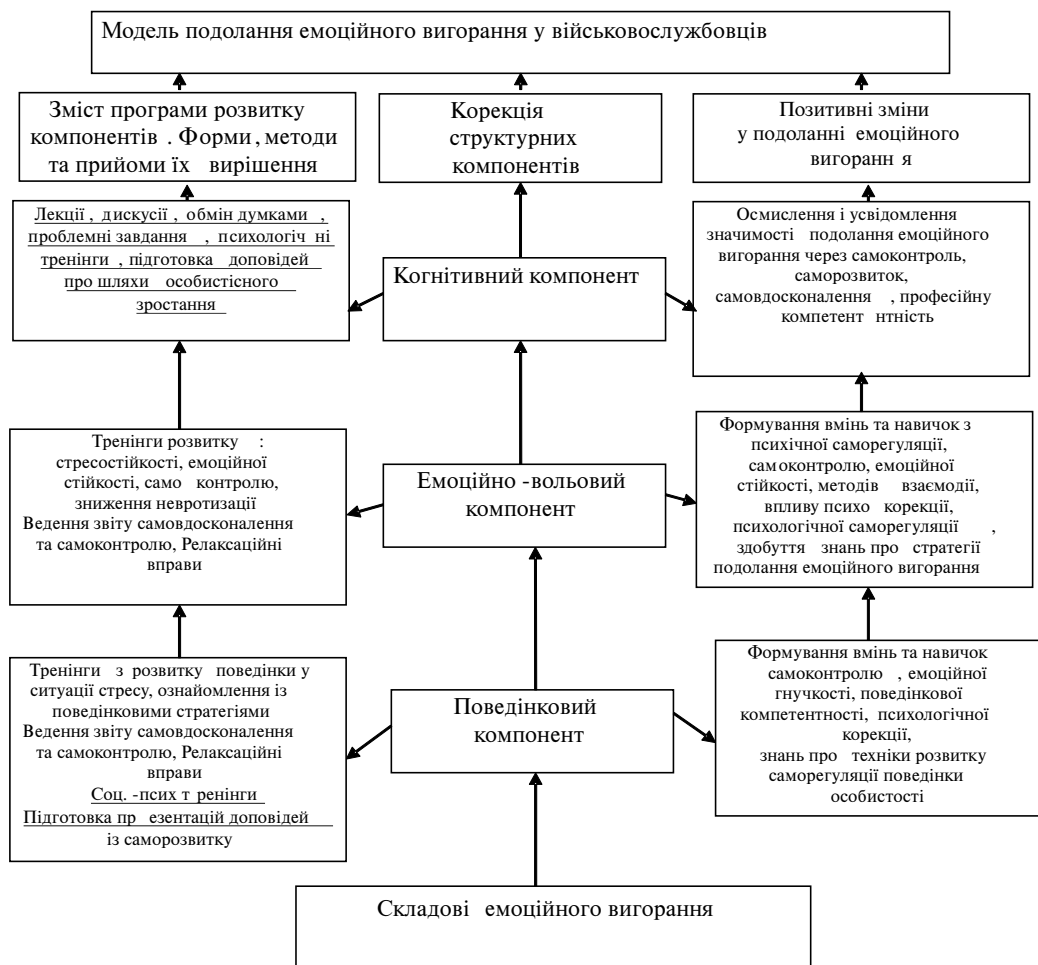 Модель подолання емоційного вигорання у військовослужбовців
Зміст програми розвитку
компонентів . Форми , методи
та прийоми їх вирішення
Корекція
структурних
компонентів
Позитивні зміни
у подоланні емоційного
вигоранн я
Лекції , дискусії , обмін думками ,
проблемні завдання , психологіч ні
тренінги , підготовка доповідей
про шляхи особистісного
зростання
Когнітивний компонент
Осмислення і усвідомлення
значимості подолання емоційного
вигорання через самоконтроль,
саморозвиток,
самовдосконалення , професійну
компетент нтність
Тренінги розвитку :
стресостійкості, емоційної
стійкості, само контролю,
зниження невротизації
Ведення звіту самовдосконалення
та самоконтролю, Релаксаційні
вправи
Емоційно -вольовий
компонент
Формування вмінь та навичок з
психічної саморегуляції,
самоконтролю, емоційної
стійкості, методів взаємодії,
впливу психо корекції,
психологічної саморегуляції ,
здобуття знань про стратегії
подолання емоційного вигорання
Тренінги з розвитку поведінки у
ситуації стресу, ознайомлення із
поведінковими стратегіями
Ведення звіту самовдосконалення
та самоконтролю, Релаксаційні
вправи
Соц. -псих т ренінги
Підготовка пр езентацій доповідей
із саморозвитку
Поведінковий
компонент
Формування вмінь та навичок
самоконтролю , емоційної
гнучкості, поведінкової
компетентності, психологічної
корекції,
знань про техніки розвитку
саморегуляції поведінки
особистості
Складові емоційного вигорання